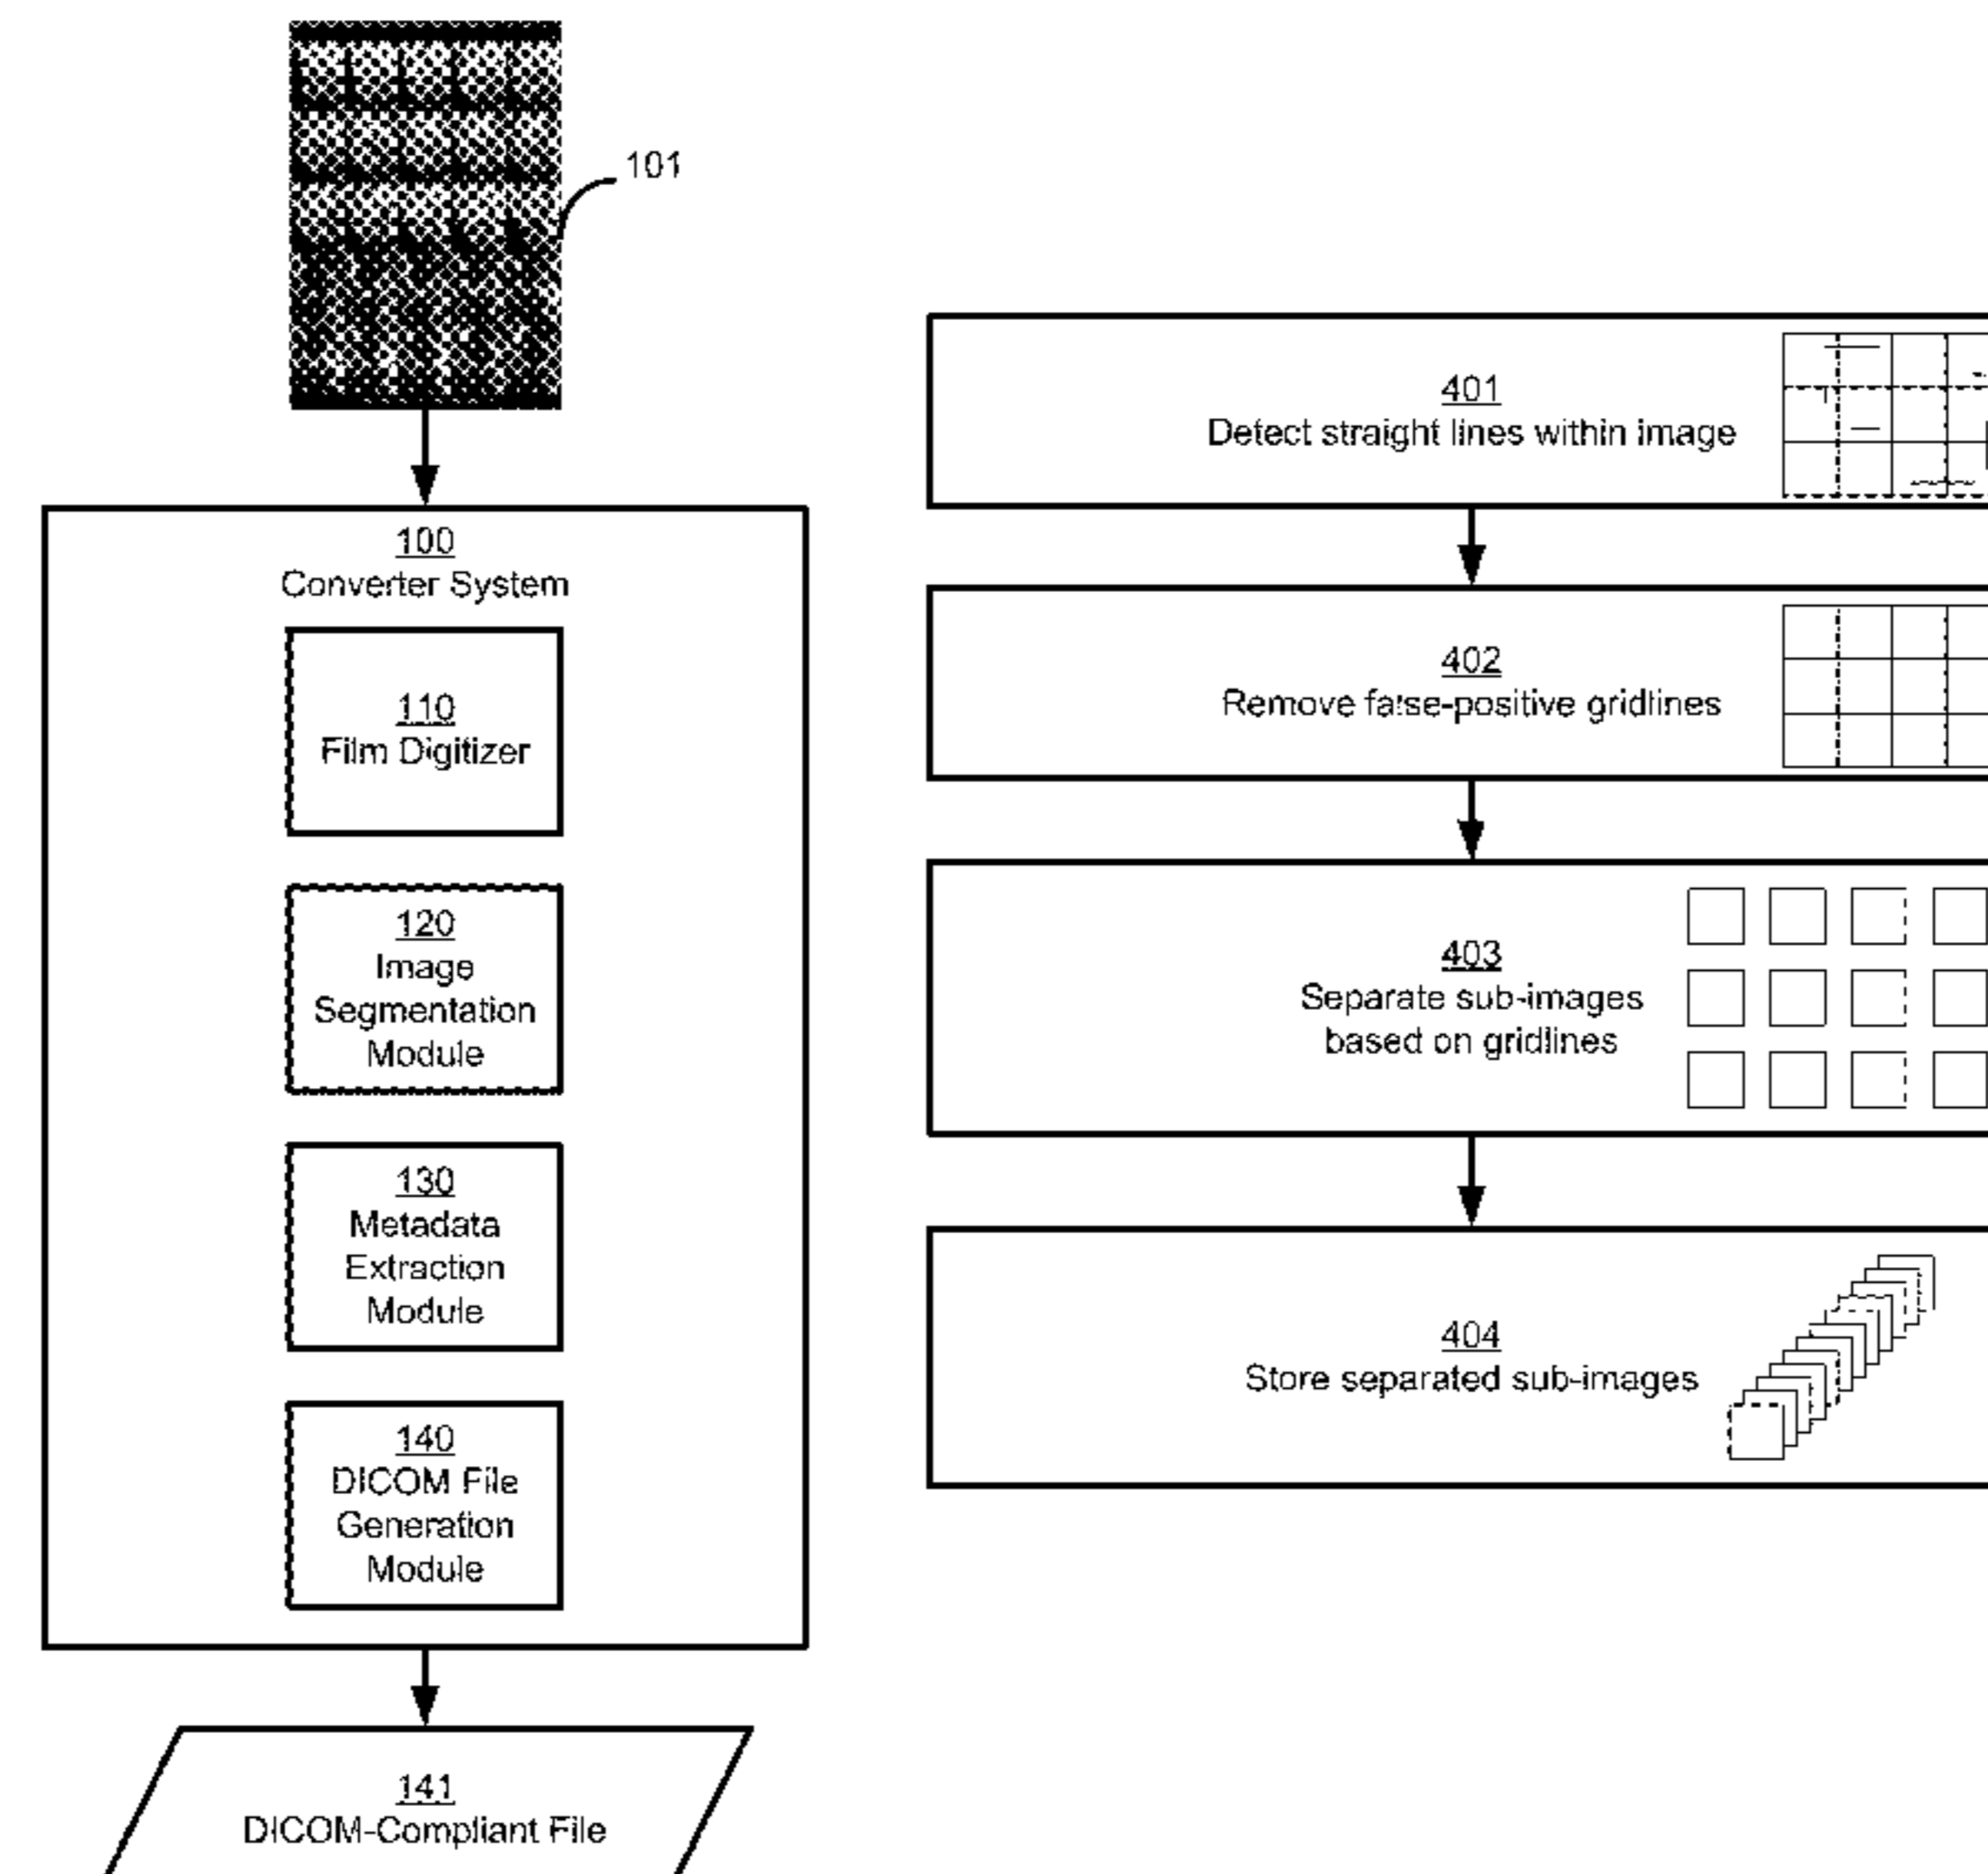 101
100
Converter System
110
Film Digitizer
120
Image
Segmentation
Module
130
Metadata
Extraction
Module
140
DICOM File
Generation
Module
141
DICOM-Compliant File
401
Detect straight lines within image
402
Remove false-positive gridlines
403
Separate sub-images
based on gridlines
404
Store separated sub-images